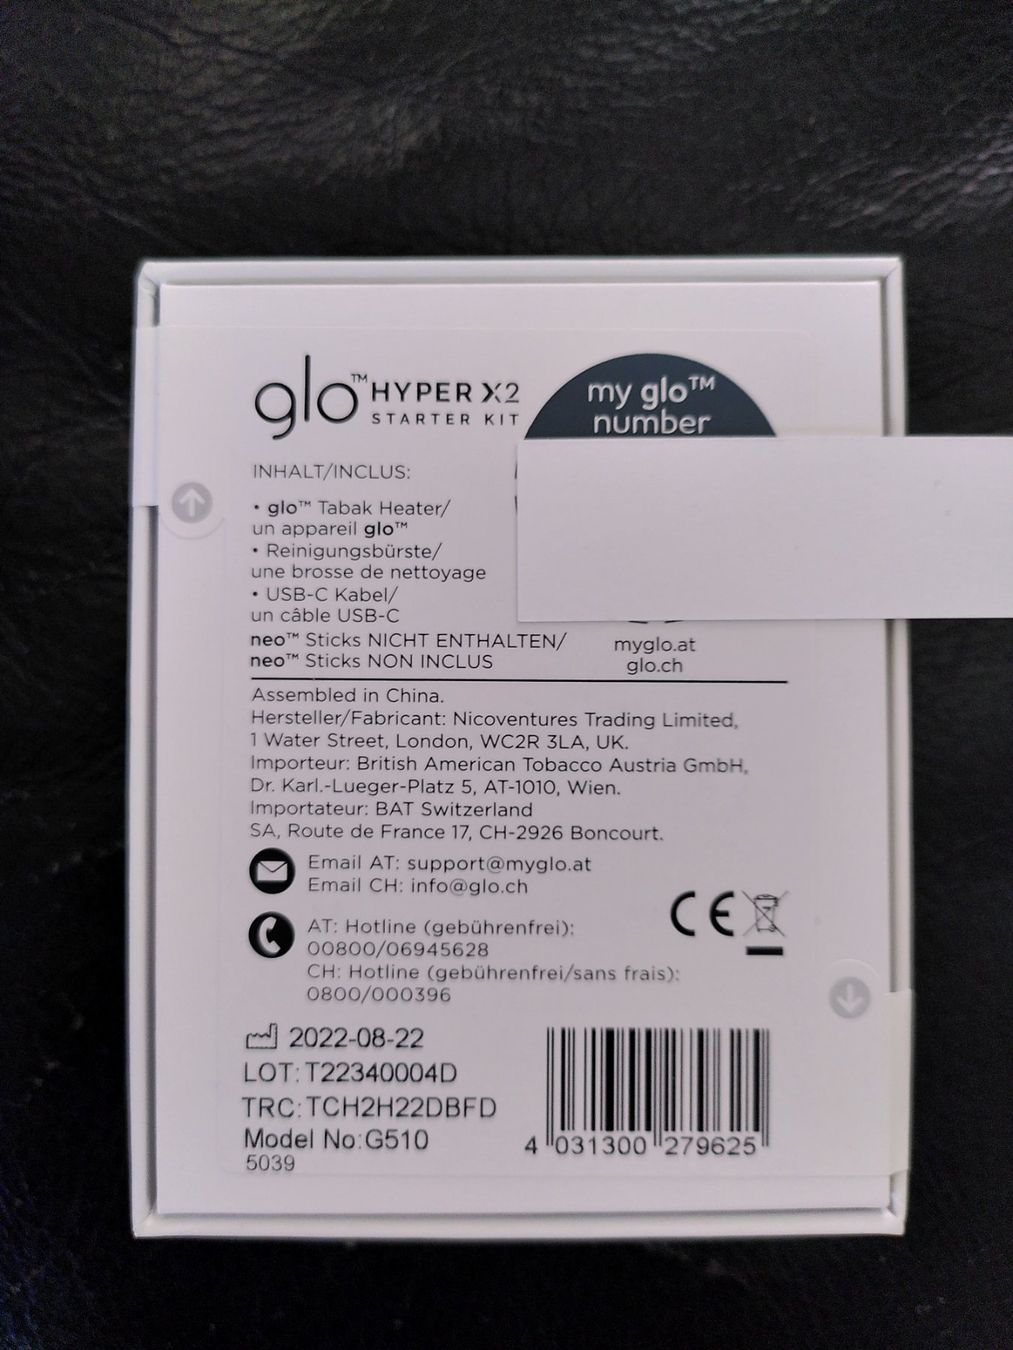 glo™ HYPER X2
STARTER KIT
my glo™
number
INHALT/INCLUS:
• glo™ Tabak Heater/
un appareil glo™
• Reinigungsbürste/
une brosse de nettoyage
• USB-C Kabel/
un câble USB-C
neo™ Sticks NICHT ENTHALTEN/
neo™ Sticks NON INCLUS
myglo.at
glo.ch
Assembled in China.
Hersteller/Fabricant: Nicoventures Trading Limited,
1 Water Street, London, WC2R 3LA, UK.
Importeur: British American Tobacco Austria GmbH,
Dr. Karl.-Lueger-Platz 5, AT-1010, Wien.
Importateur: BAT Switzerland
SA, Route de France 17, CH-2926 Boncourt.
Email AT: support@myglo.at
Email CH: info@glo.ch
AT: Hotline (gebührenfrei):
00800/06945628
CH: Hotline (gebührenfrei/sans frais):
0800/000396
CE
2022-08-22
LOT: T22340004D
TRC: TCH2H22DBFD
Model No:G510
5039
4 031300 279625